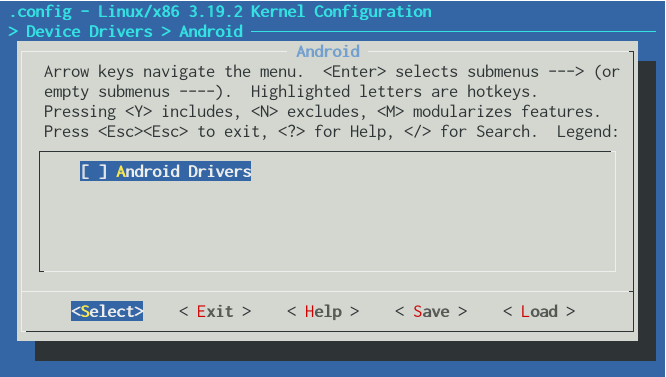 .config - Linux/x86 3.19.2 Kernel Configuration
> Device Drivers > Android
Android
Arrow keys navigate the menu.  <Enter> selects submenus ---> (or
empty submenus ----).  Highlighted letters are hotkeys.
Pressing <Y> includes, <N> excludes, <M> modularizes features.
Press <Esc><Esc> to exit, <?> for Help, </> for Search.  Legend:
[ ] Android Drivers
<Select>    < Exit >    < Help >    < Save >    < Load >